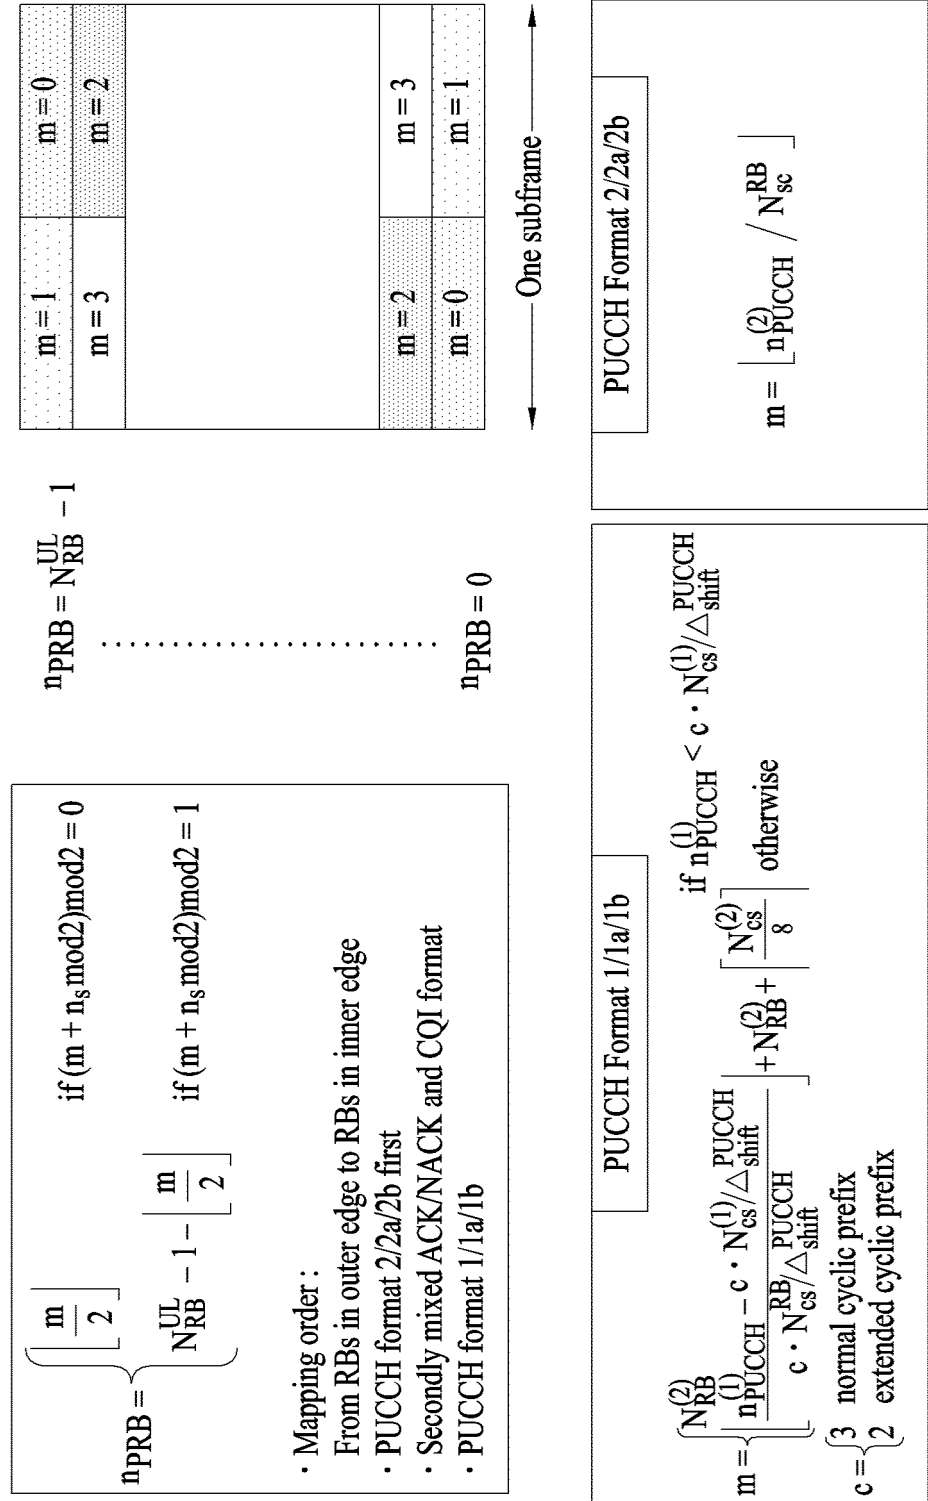 n_PRB = { ⌊m/2⌋ if (m + n_s mod2) mod2 = 0
N_RB^UL − 1 − ⌊m/2⌋ if (m + n_s mod2) mod2 = 1
· Mapping order :
From RBs in outer edge to RBs in inner edge
· PUCCH format 2/2a/2b first
· Secondly mixed ACK/NACK and CQI format
· PUCCH format 1/1a/1b
n_PRB = N_RB^UL − 1
n_PRB = 0
m = 1 m = 0
m = 3 m = 2
m = 2 m = 3
m = 0 m = 1
One subframe
PUCCH Format 1/1a/1b
m = { N_RB^(2) if n_PUCCH^(1) < c · N_cs^(1)/△_shift^PUCCH
⌊(n_PUCCH^(1) − c · N_cs^(1)/△_shift^PUCCH) / (c · N_cs^RB/△_shift^PUCCH)⌋ + N_RB^(2) + ⌈N_cs^(2)/8⌉ otherwise
c = { 3 normal cyclic prefix
2 extended cyclic prefix
PUCCH Format 2/2a/2b
m = ⌊n_PUCCH^(2) / N_sc^RB⌋